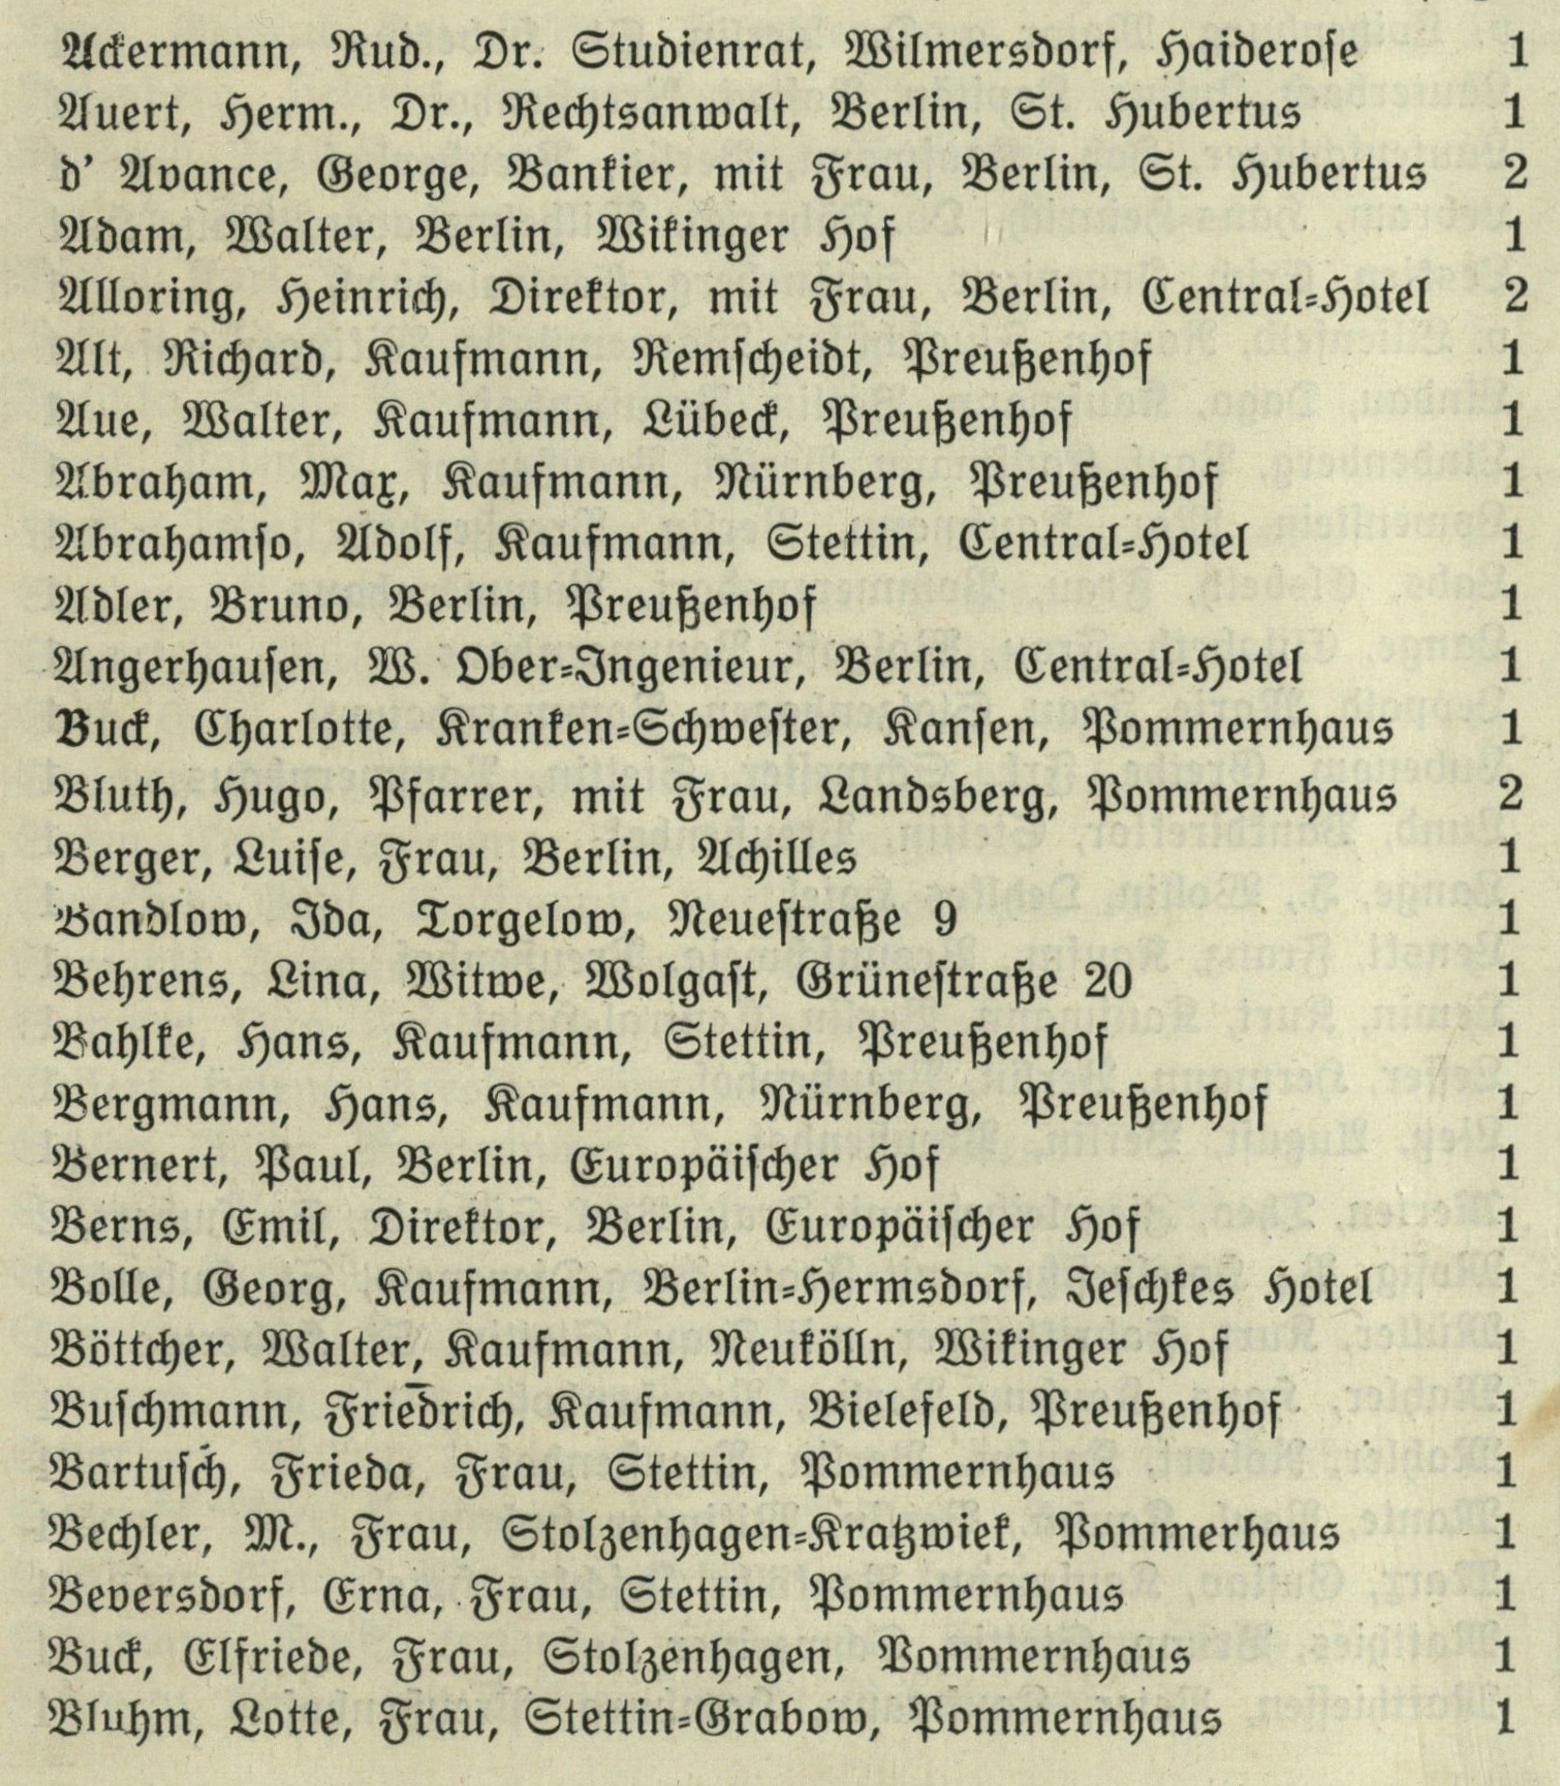 Ackermann, Rud., Dr. Studienrat, Wilmersdorf, Haiderose 1
Auert, Herm., Dr., Rechtsanwalt, Berlin, St. Hubertus 1
d' Avance, George, Bankier, mit Frau, Berlin, St. Hubertus 2
Adam, Walter, Berlin, Wikinger Hof 1
Alloring, Heinrich, Direktor, mit Frau, Berlin, Central-Hotel 2
Alt, Richard, Kaufmann, Remscheidt, Preußenhof 1
Aue, Walter, Kaufmann, Lübeck, Preußenhof 1
Abraham, Max, Kaufmann, Nürnberg, Preußenhof 1
Abrahamso, Adolf, Kaufmann, Stettin, Central-Hotel 1
Adler, Bruno, Berlin, Preußenhof 1
Angerhausen, W. Ober-Ingenieur, Berlin, Central-Hotel 1
Buck, Charlotte, Kranken-Schwester, Kansen, Pommernhaus 1
Bluth, Hugo, Pfarrer, mit Frau, Landsberg, Pommernhaus 2
Berger, Luise, Frau, Berlin, Achilles 1
Bandlow, Ida, Torgelow, Neuestraße 9 1
Behrens, Lina, Witwe, Wolgast, Grünestraße 20 1
Bahlke, Hans, Kaufmann, Stettin, Preußenhof 1
Bergmann, Hans, Kaufmann, Nürnberg, Preußenhof 1
Bernert, Paul, Berlin, Europäischer Hof 1
Berns, Emil, Direktor, Berlin, Europäischer Hof 1
Bolle, Georg, Kaufmann, Berlin-Hermsdorf, Jeschkes Hotel 1
Böttcher, Walter, Kaufmann, Neukölln, Wikinger Hof 1
Buschmann, Friedrich, Kaufmann, Bielefeld, Preußenhof 1
Bartusch, Frieda, Frau, Stettin, Pommernhaus 1
Bechler, M., Frau, Stolzenhagen-Kratzwiek, Pommerhaus 1
Beversdorf, Erna, Frau, Stettin, Pommernhaus 1
Buck, Elfriede, Frau, Stolzenhagen, Pommernhaus 1
Bluhm, Lotte, Frau, Stettin-Grabow, Pommernhaus 1